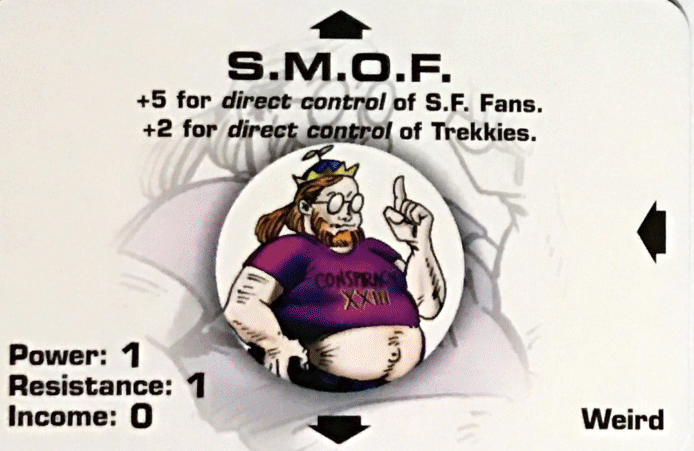 S.M.O.F.
+5 for direct control of S.F. Fans.
+2 for direct control of Trekkies.
CONSPIRACY
XXIII
Power: 1
Resistance: 1
Income: 0
Weird